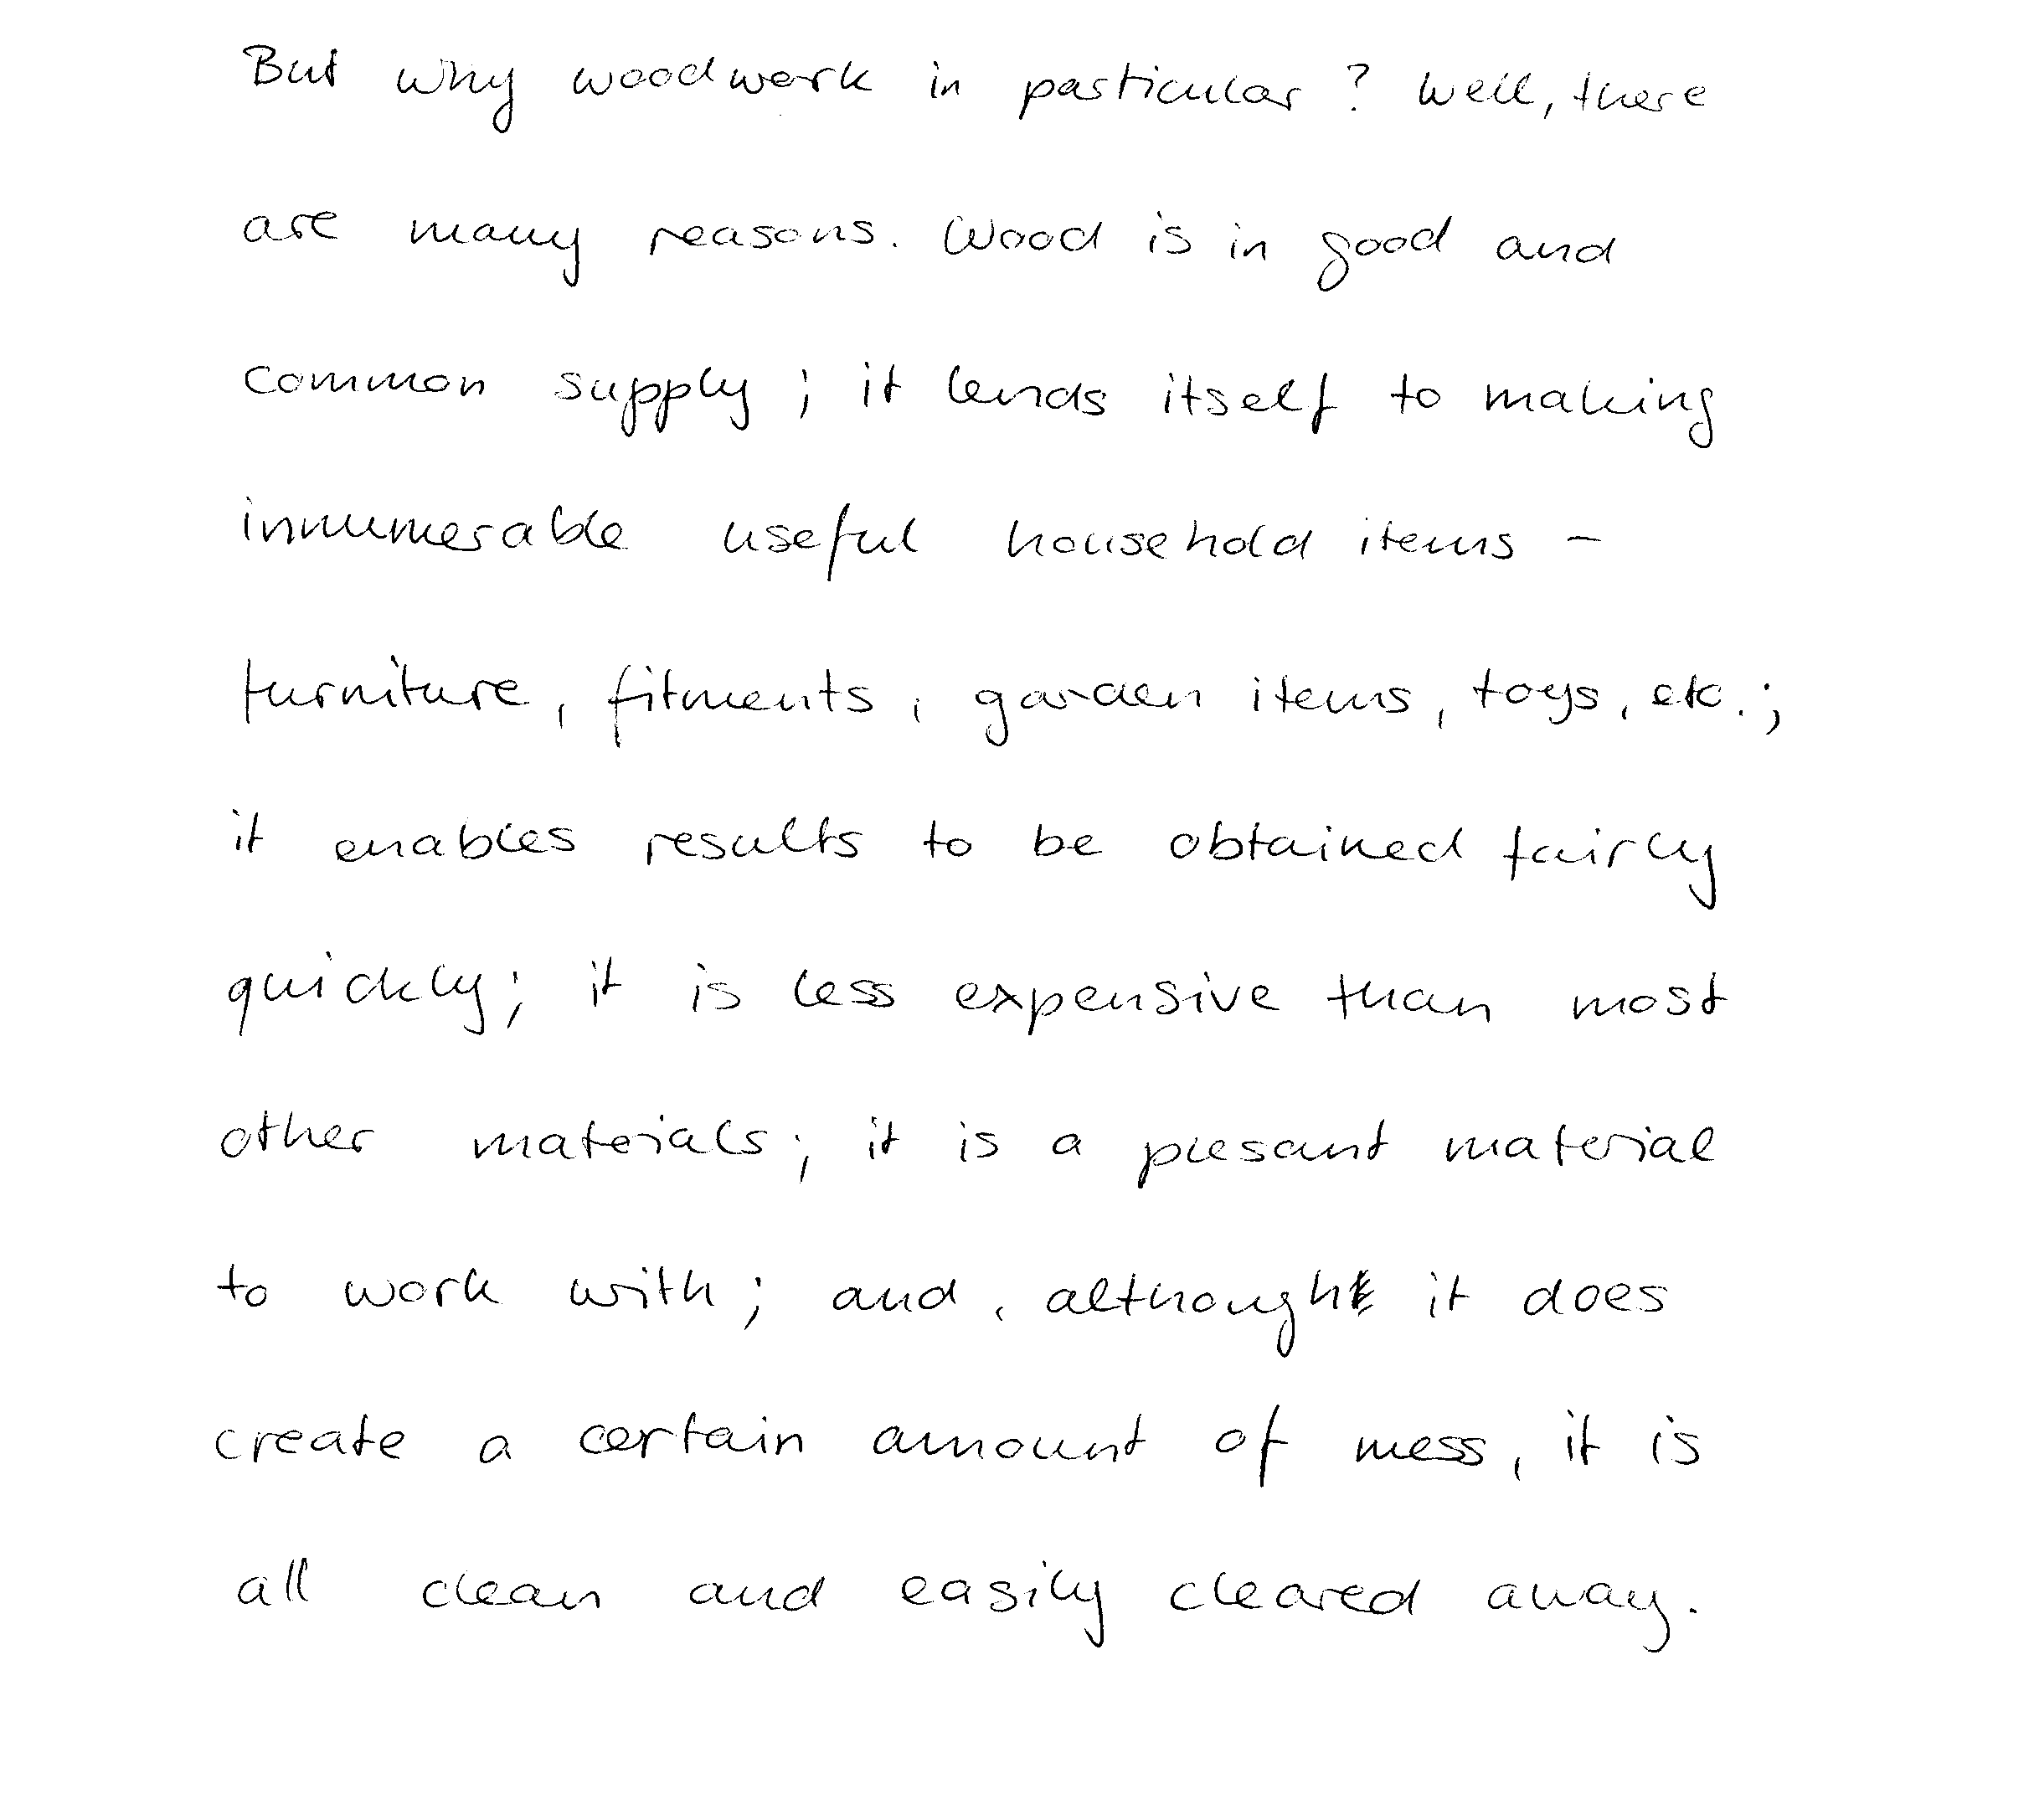 But why woodwork in particular? Well, there
are many reasons. Wood is in good and
common supply; it lends itself to making
innumerable useful household items -
furniture, fitments, garden items, toys, etc.;
it enables results to be obtained fairly
quickly; it is less expensive than most
other materials; it is a plesant material
to work with; and, although it does
create a certain amount of mess, it is
all clean and easily cleared away.